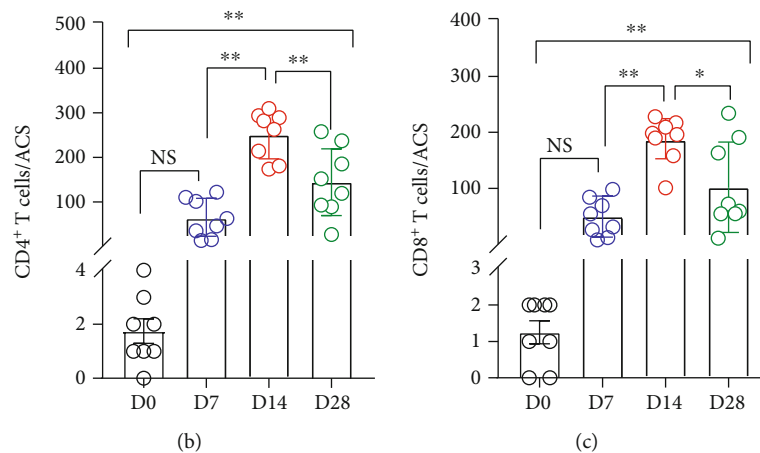 500
**
400
**
**
300
200
NS
100
4
2
0
CD4⁺ T cells/ACS
D0 D7 D14 D28
(b)
400
**
300
**
*
200
NS
100
3
2
1
0
CD8⁺ T cells/ACS
D0 D7 D14 D28
(c)